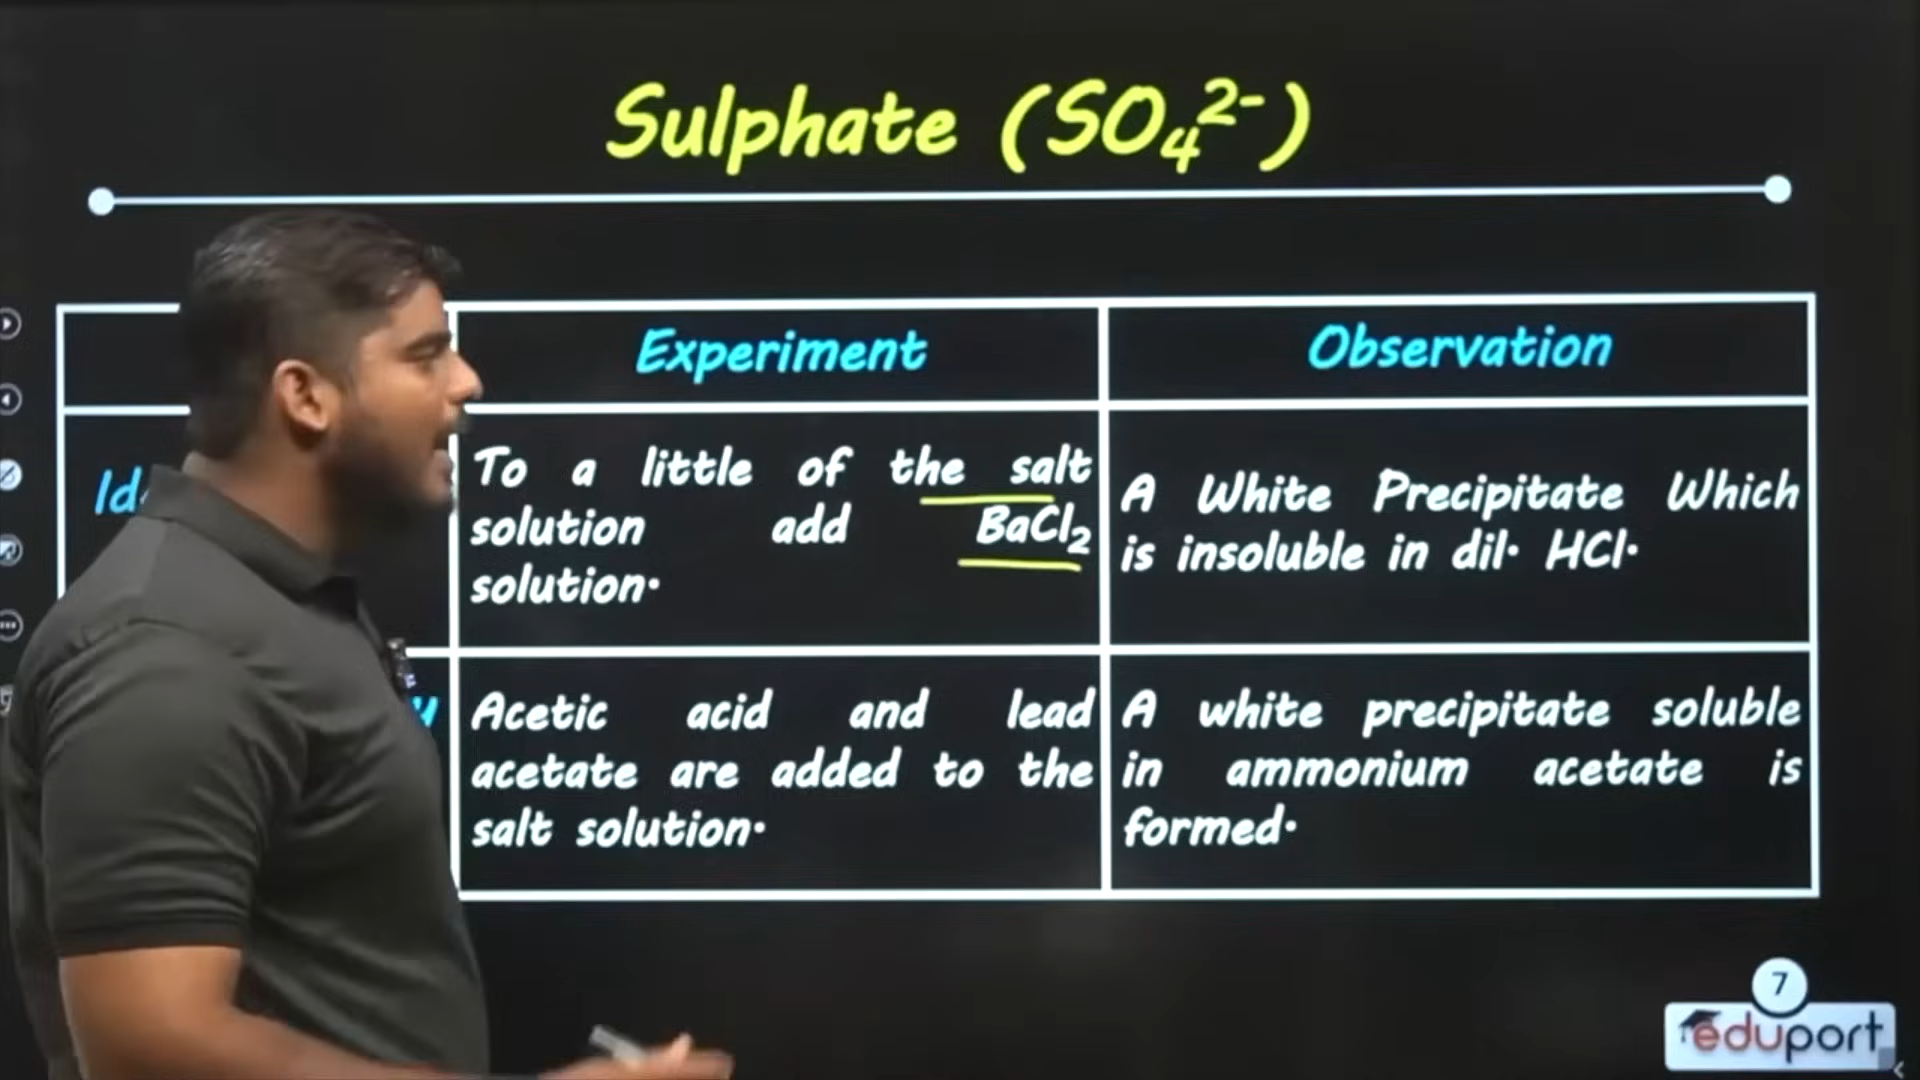 Sulphate (SO₄²⁻)
Experiment
Observation
To a little of the salt
solution add BaCl₂
solution.
A White Precipitate Which
is insoluble in dil. HCl.
Acetic acid and lead
acetate are added to the
salt solution.
A white precipitate soluble
in ammonium acetate is
formed.
7
eduport